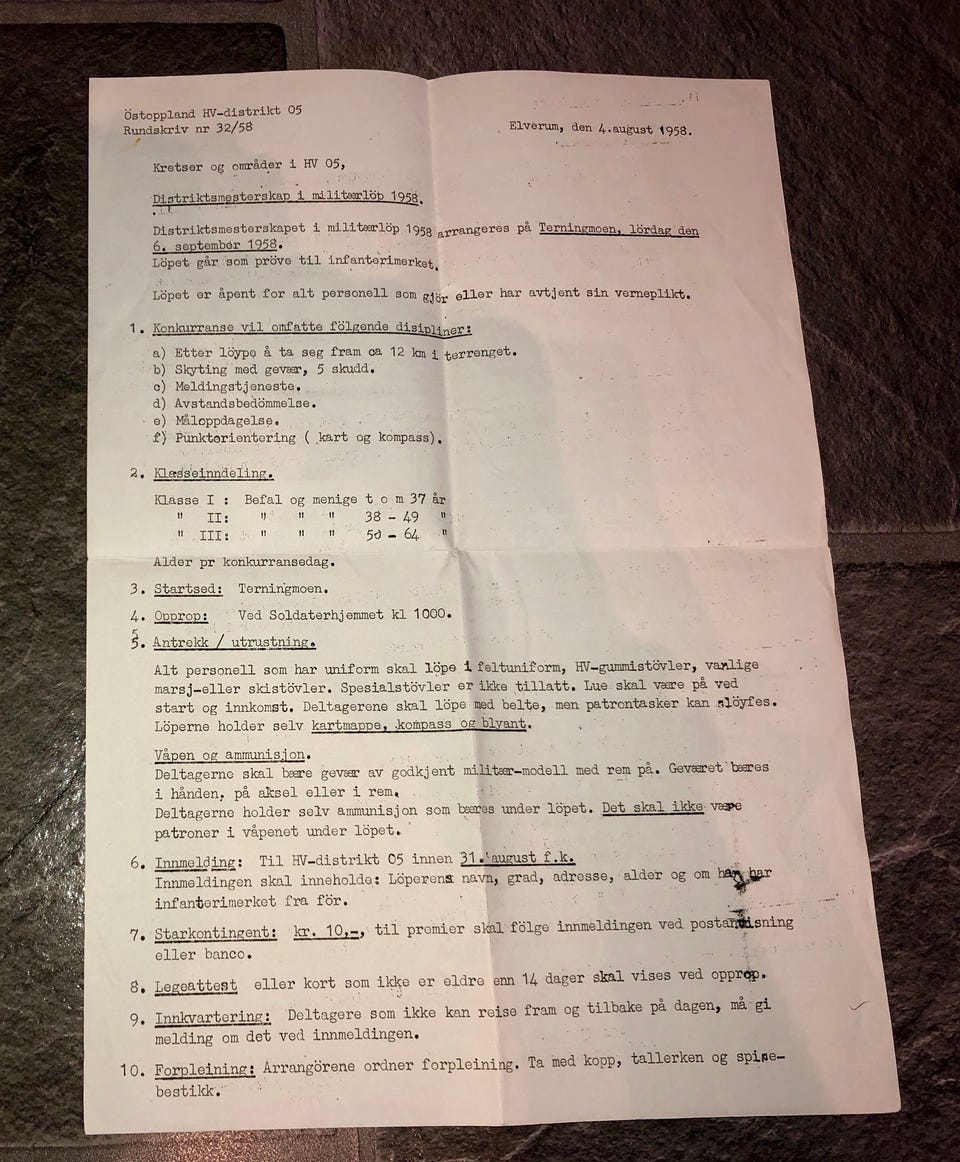 Östoppland HV-distrikt 05
Rundskriv nr 32/58
Elverum, den 4.august 1958.
Kretser og områder i HV 05,
Distriktsmesterskap i militærlöp 1958.
Distriktsmesterskapet i militærlöp 1958 arrangeres på Terningmoen, lördag den
6. september 1958.
Löpet går som pröve til infanterimerket.
Löpet er åpent for alt personell som gjör eller har avtjent sin verneplikt.
1. Konkurranse vil omfatte fölgende disipliner:
a) Etter löype å ta seg fram ca 12 km i terrenget.
b) Skyting med gevær, 5 skudd.
c) Meldingstjeneste.
d) Avstandsbedömmelse.
e) Måloppdagelse.
f) Punktorientering ( kart og kompass).
2. Klasseinndeling.
Klasse I : Befal og menige t o m 37 år
" II: " " " 38 - 49 "
" III: " " " 50 - 64 "
Alder pr konkurransedag.
3. Startsed: Terningmoen.
4. Opprop: Ved Soldaterhjemmet kl 1000.
5. Antrekk / utrustning.
Alt personell som har uniform skal löpe i feltuniform, HV-gummistövler, vanlige
marsj-eller skistövler. Spesialstövler er ikke tillatt. Lue skal være på ved
start og innkomst. Deltagerene skal löpe med belte, men patrontasker kan slöyfes.
Löperne holder selv kartmappe, kompass og blyant.
Våpen og ammunisjon.
Deltagerne skal bære gevær av godkjent militær-modell med rem på. Geværet bæres
i hånden, på aksel eller i rem.
Deltagerne holder selv ammunisjon som bæres under löpet. Det skal ikke være
patroner i våpenet under löpet.
6. Innmelding: Til HV-distrikt 05 innen 31. august f.k.
Innmeldingen skal inneholde: Löperens navn, grad, adresse, alder og om han har
infanterimerket fra för.
7. Starkontingent: kr. 10,-, til premier skal fölge innmeldingen ved postanvisning
eller banco.
8. Legeattest eller kort som ikke er eldre enn 14 dager skal vises ved opprop.
9. Innkvartering: Deltagere som ikke kan reise fram og tilbake på dagen, må gi
melding om det ved innmeldingen.
10. Forpleining: Arrangörene ordner forpleining. Ta med kopp, tallerken og spise-
bestikk.